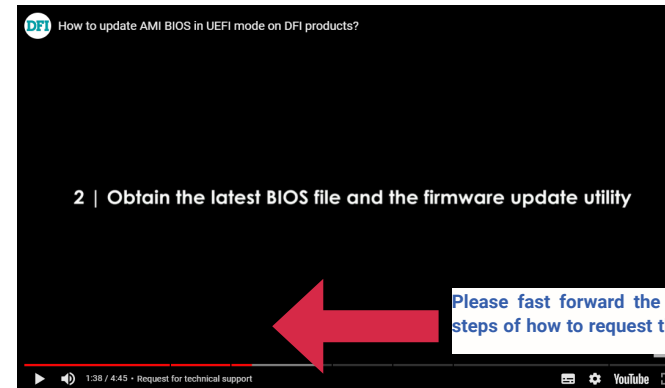 DFI How to update AMI BIOS in UEFI mode on DFI products?
2 | Obtain the latest BIOS file and the firmware update utility
Please fast forward the
steps of how to request t
1:38 / 4:45 • Request for technical support
YouTube